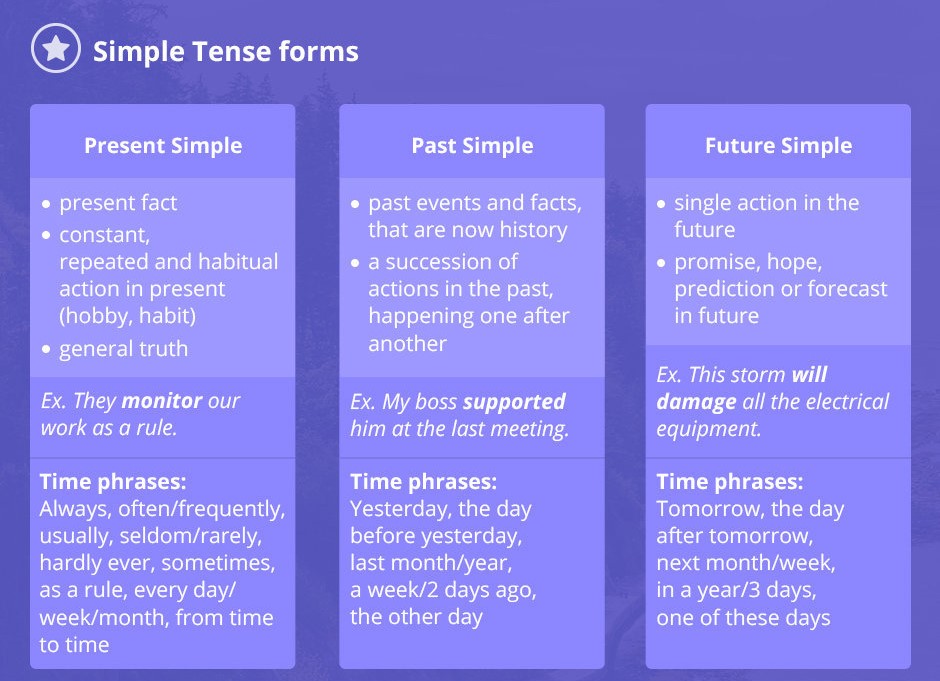 Simple Tense forms
Present Simple
• present fact
• constant,
repeated and habitual
action in present
(hobby, habit)
• general truth
Ex. They monitor our
work as a rule.
Time phrases:
Always, often/frequently,
usually, seldom/rarely,
hardly ever, sometimes,
as a rule, every day/
week/month, from time
to time
Past Simple
• past events and facts,
that are now history
• a succession of
actions in the past,
happening one after
another
Ex. My boss supported
him at the last meeting.
Time phrases:
Yesterday, the day
before yesterday,
last month/year,
a week/2 days ago,
the other day
Future Simple
• single action in the
future
• promise, hope,
prediction or forecast
in future
Ex. This storm will
damage all the electrical
equipment.
Time phrases:
Tomorrow, the day
after tomorrow,
next month/week,
in a year/3 days,
one of these days